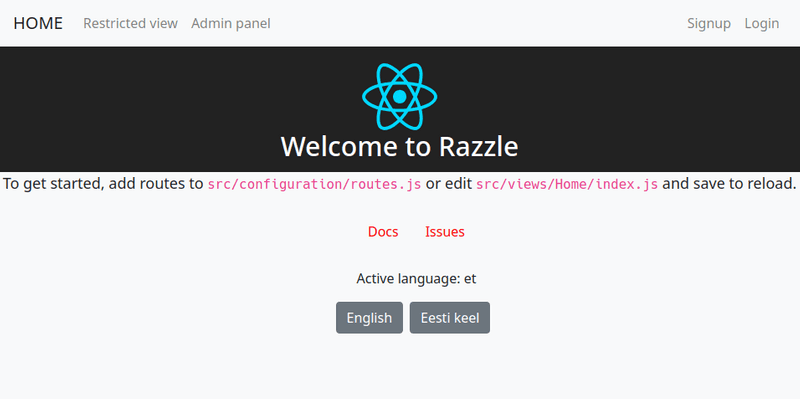 HOME Restricted view Admin panel Signup Login
Welcome to Razzle
To get started, add routes to src/configuration/routes.js or edit src/views/Home/index.js and save to reload.
Docs Issues
Active language: et
English Eesti keel